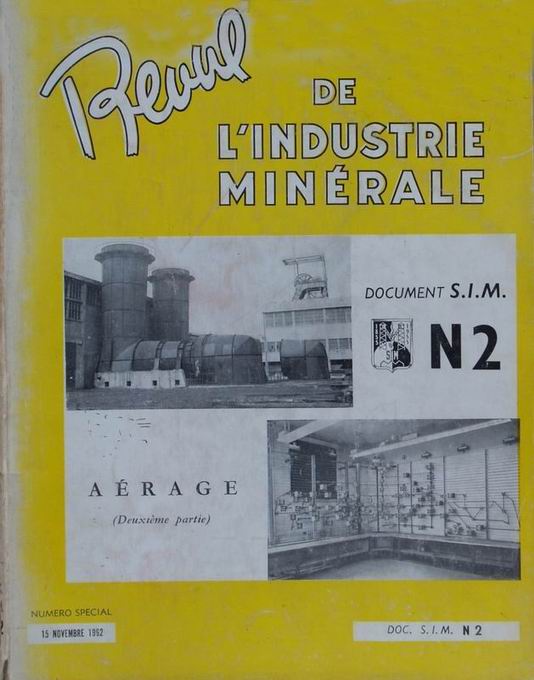 Revue
DE
L'INDUSTRIE
MINÉRALE
DOCUMENT S.I.M.
N2
AÉRAGE
(Deuxième partie)
NUMERO SPECIAL
15 NOVEMBRE 1962
DOC. S.I.M. N 2